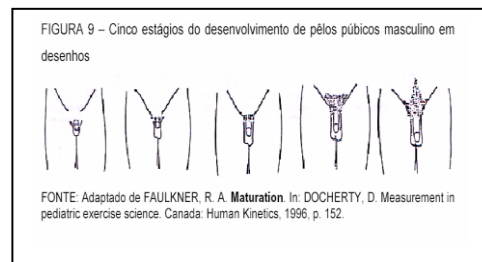 FIGURA 9 – Cinco estágios do desenvolvimento de pêlos púbicos masculino em
desenhos
FONTE: Adaptado de FAULKNER, R. A. Maturation. In: DOCHERTY, D. Measurement in
pediatric exercise science. Canada: Human Kinetics, 1996, p. 152.